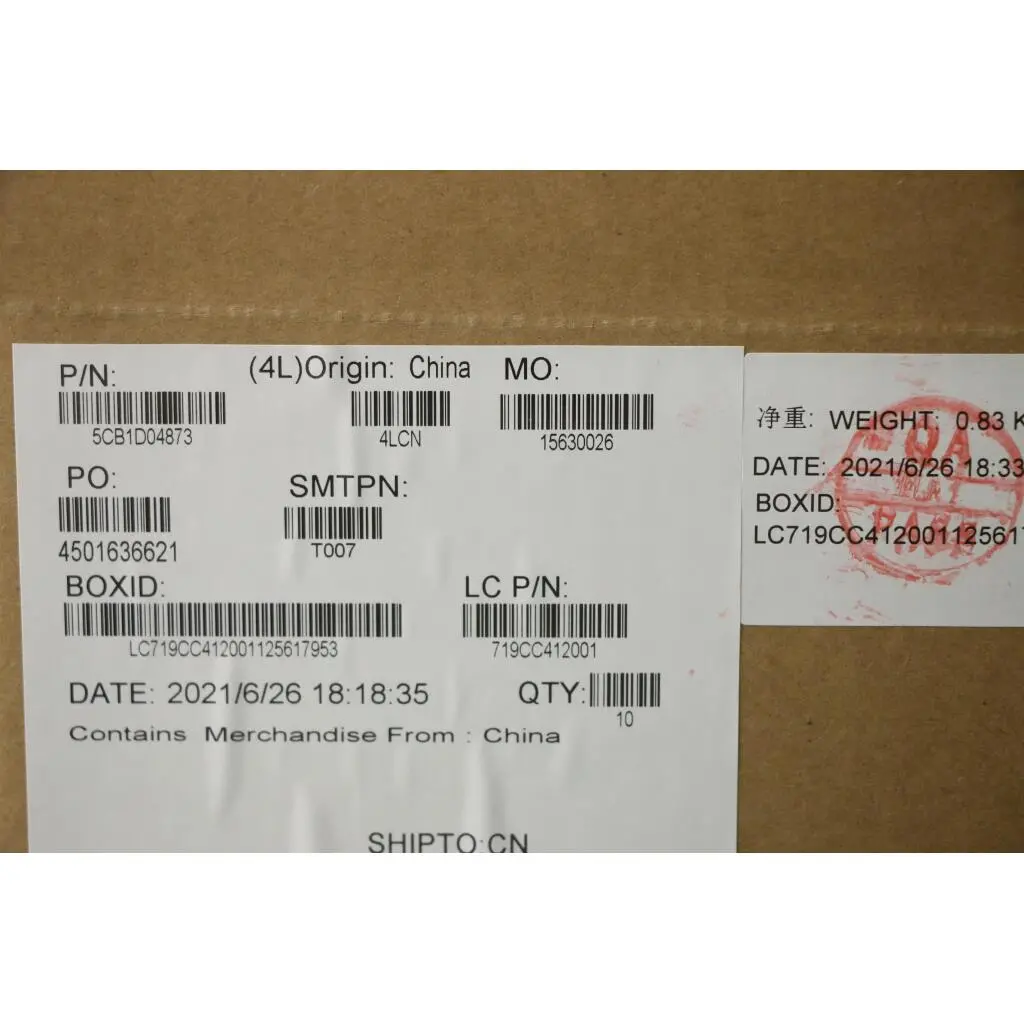 P/N: (4L)Origin: China MO:
5CB1D04873 4LCN 15630026
PO: SMTPN:
4501636621 T007
BOXID: LC P/N:
LC719CC412001125617953 719CC412001
DATE: 2021/6/26 18:18:35 QTY:
10
Contains Merchandise From : China
SHIPTO:CN
净重: WEIGHT: 0.83 K
DATE: 2021/6/26 18:33
BOXID:
LC719CC41200112561
QA